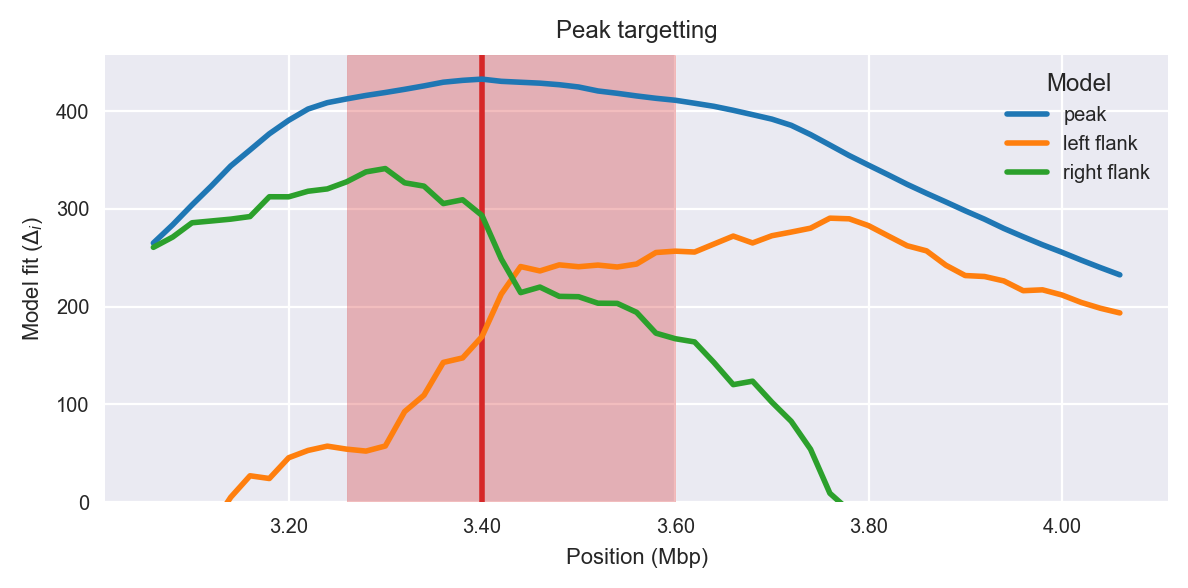 Peak targetting
Model fit (Δi)
400
300
200
100
0
Model
peak
left flank
right flank
3.20 3.40 3.60 3.80 4.00
Position (Mbp)